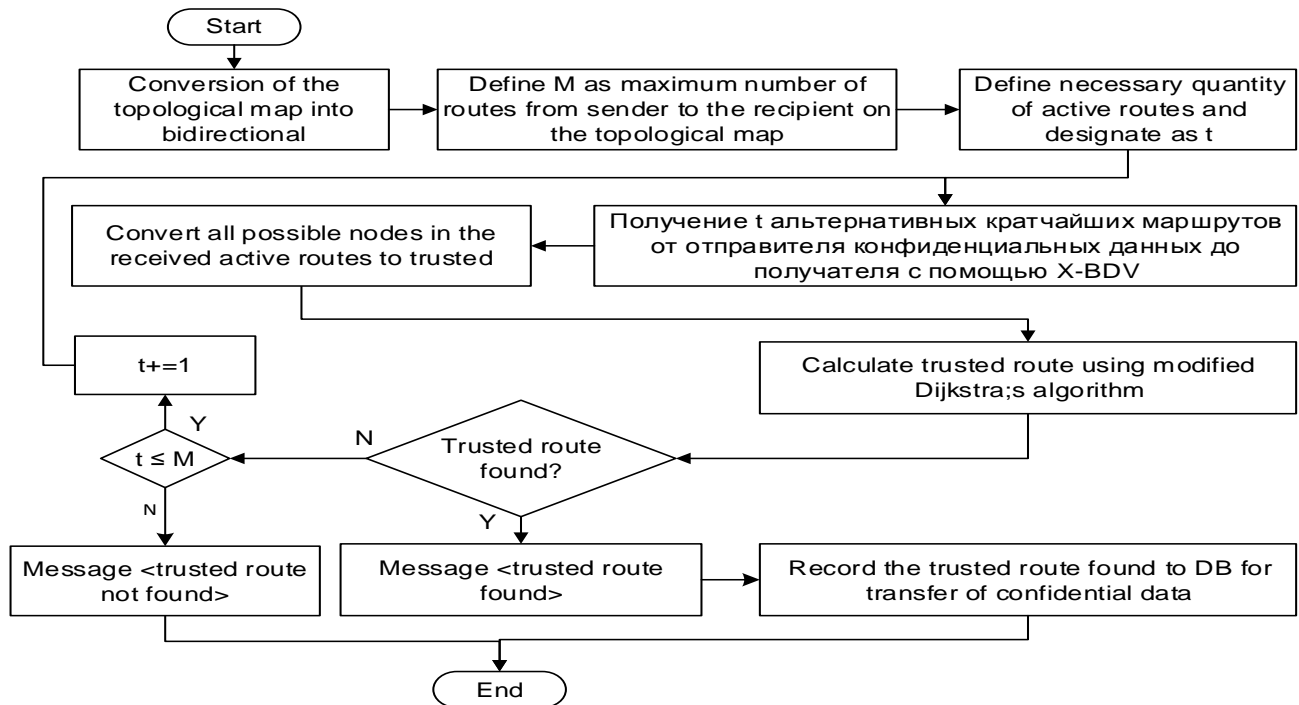 Start
Conversion of the
topological map into
bidirectional
Define M as maximum number of
routes from sender to the recipient on
the topological map
Define necessary quantity
of active routes and
designate as t
Получение t альтернативных кратчайших маршрутов
от отправителя конфиденциальных данных до
получателя с помощью X-BDV
Convert all possible nodes in the
received active routes to trusted
Calculate trusted route using modified
Dijkstra;s algorithm
t+=1
Y
t ≤ M
N
N
Trusted route
found?
Y
Message <trusted route
not found>
Message <trusted route
found>
Record the trusted route found to DB for
transfer of confidential data
End